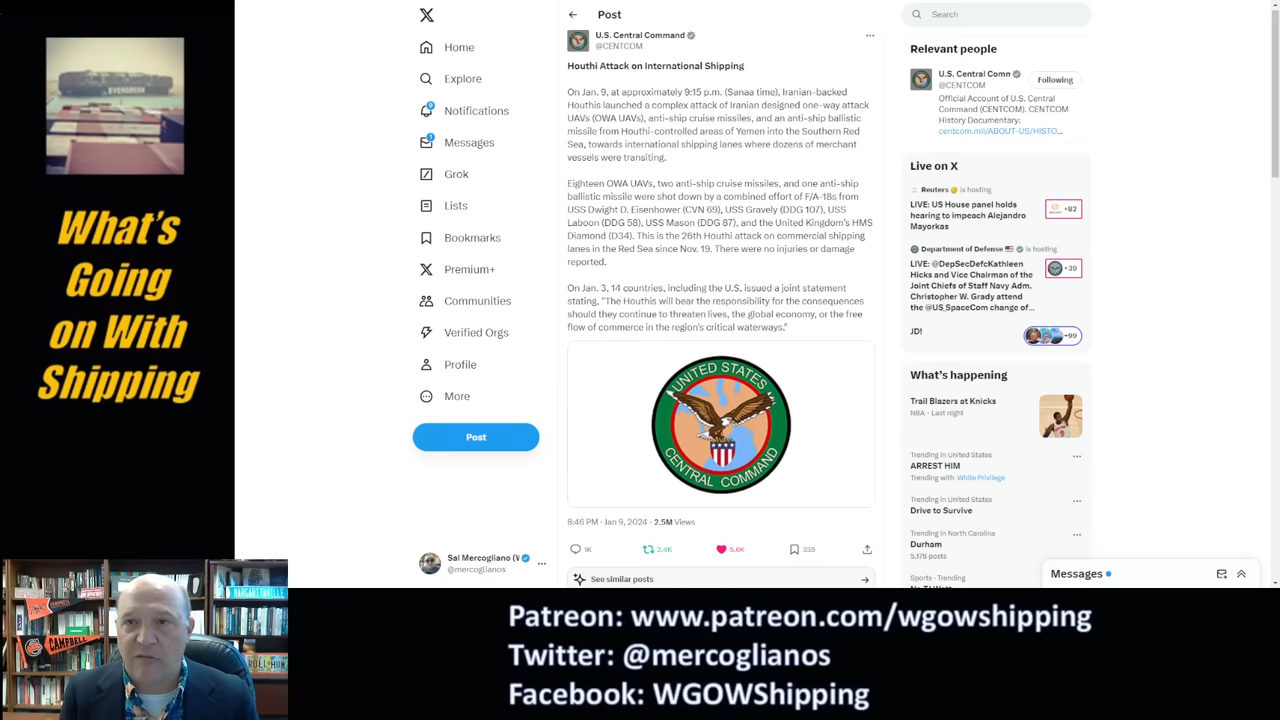 EVERGREEN
What's
Going
on With
Shipping
Home
Explore
Notifications
Messages
Grok
Lists
Bookmarks
Premium+
Communities
Verified Orgs
Profile
More
Post
Sal Mercogliano (W
@mercoglianos
Post
U.S. Central Command
@CENTCOM
Houthi Attack on International Shipping
On Jan. 9, at approximately 9:15 p.m. (Sanaa time), Iranian-backed
Houthis launched a complex attack of Iranian designed one-way attack
UAVs (OWA UAVs), anti-ship cruise missiles, and an anti-ship ballistic
missile from Houthi-controlled areas of Yemen into the Southern Red
Sea, towards international shipping lanes where dozens of merchant
vessels were transiting.
Eighteen OWA UAVs, two anti-ship cruise missiles, and one anti-ship
ballistic missile were shot down by a combined effort of F/A-18s from
USS Dwight D. Eisenhower (CVN 69), USS Gravely (DDG 107), USS
Laboon (DDG 58), USS Mason (DDG 87), and the United Kingdom's HMS
Diamond (D34). This is the 26th Houthi attack on commercial shipping
lanes in the Red Sea since Nov. 19. There were no injuries or damage
reported.
On Jan. 3, 14 countries, including the U.S, issued a joint statement
stating, "The Houthis will bear the responsibility for the consequences
should they continue to threaten lives, the global economy, or the free
flow of commerce in the region's critical waterways."
UNITED STATES
CENTRAL COMMAND
8:46 PM · Jan 9, 2024 · 2.5M Views
1K 2.4K 5.6K 335
See similar posts
Search
Relevant people
U.S. Central Comm
@CENTCOM
Following
Official Account of U.S. Central
Command (CENTCOM). CENTCOM
History Documentary:
centcom.mil/ABOUT-US/HISTO...
Live on X
Reuters is hosting
LIVE: US House panel holds
hearing to impeach Alejandro
Mayorkas
+82
Department of Defense is hosting
LIVE: @DepSecDefcKathleen
Hicks and Vice Chairman of the
Joint Chiefs of Staff Navy Adm.
Christopher W. Grady attend
the @US_SpaceCom change of...
+39
JD!
+99
What's happening
Trail Blazers at Knicks
NBA · Last night
Trending in United States
ARREST HIM
Trending with White Privilege
Trending in United States
Drive to Survive
Trending in North Carolina
Durham
5,178 posts
Sports · Trending
Messages
CAMPBELL
CAMPBELL
MARGARITAVILLE
Patreon: www.patreon.com/wgowshipping
Twitter: @mercoglianos
Facebook: WGOWShipping